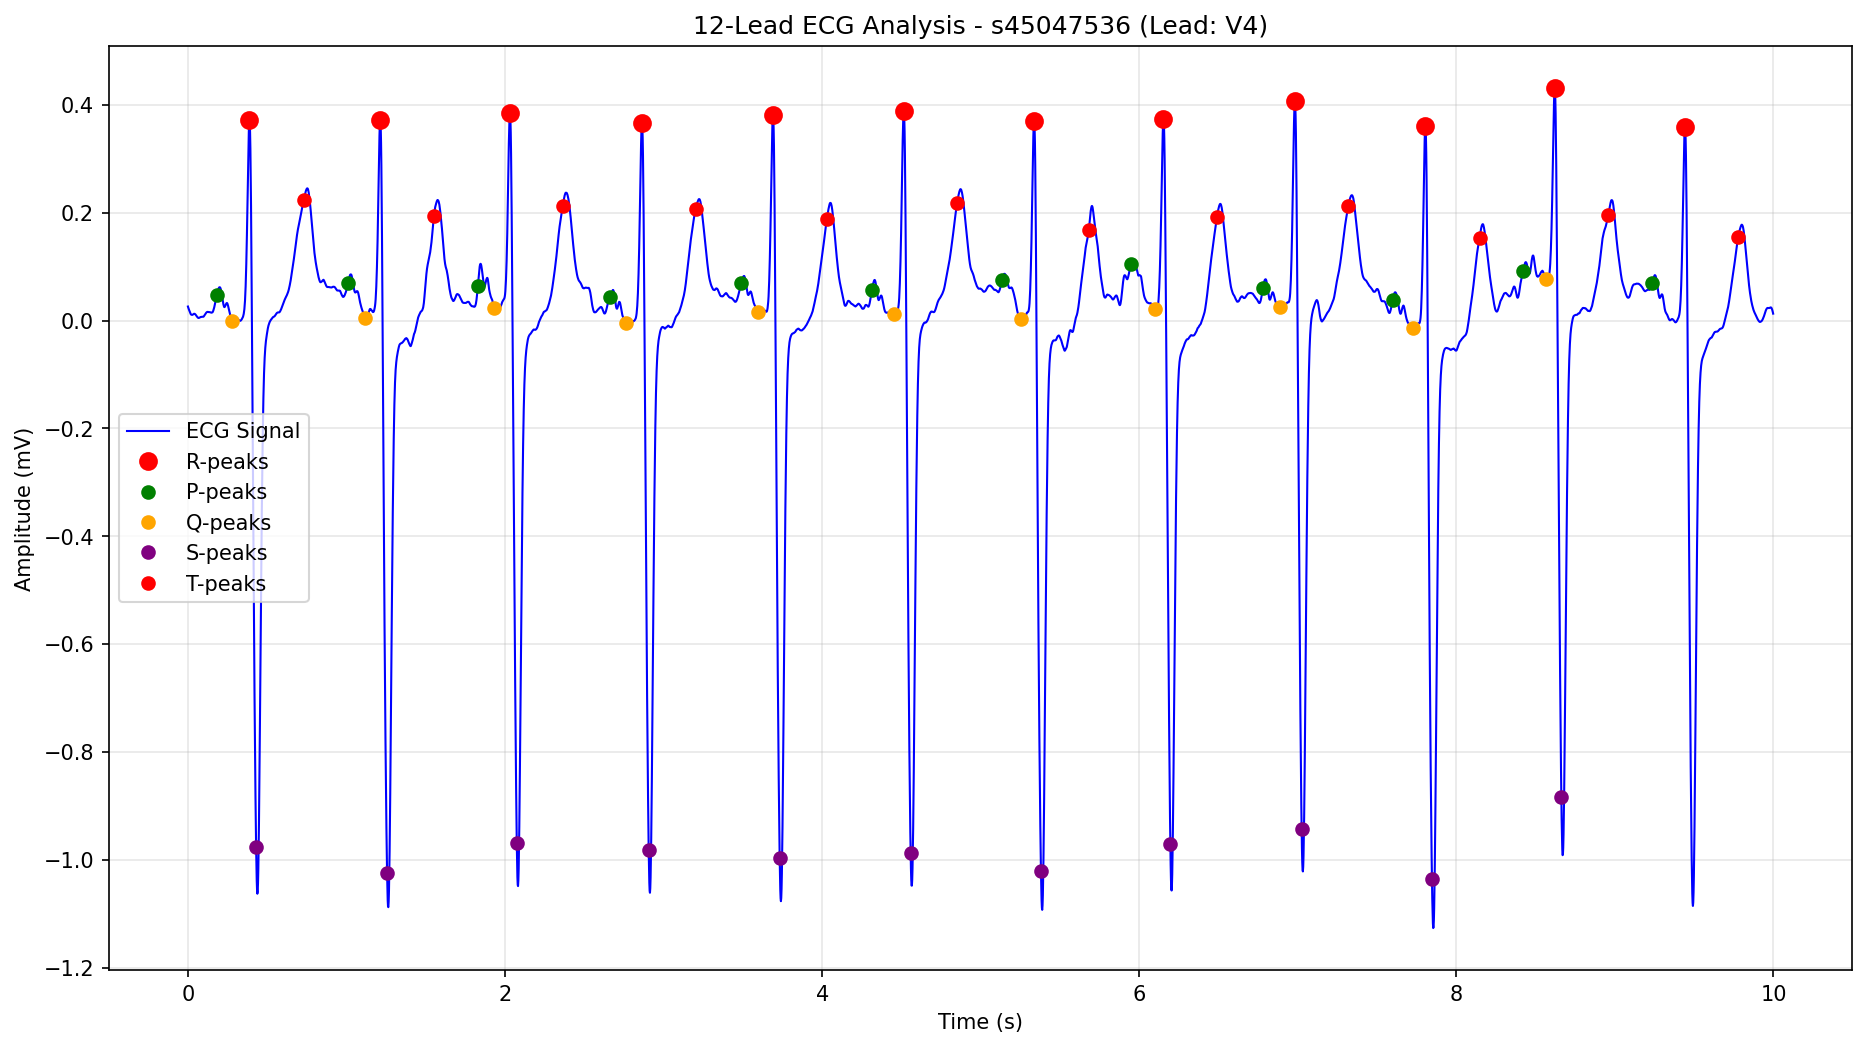 12-Lead ECG Analysis - s45047536 (Lead: V4)
Amplitude (mV)
0.4
0.2
0.0
−0.2
−0.4
−0.6
−0.8
−1.0
−1.2
ECG Signal
R-peaks
P-peaks
Q-peaks
S-peaks
T-peaks
0 2 4 6 8 10
Time (s)